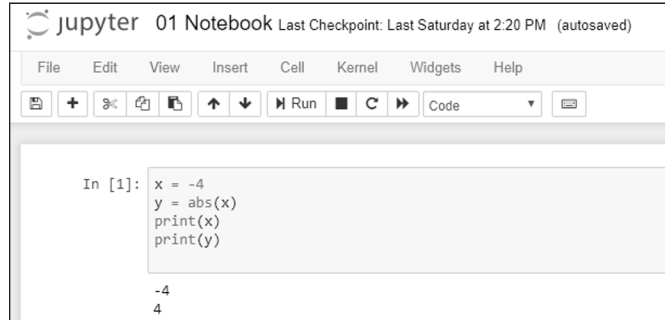 jupyter 01 Notebook Last Checkpoint: Last Saturday at 2:20 PM (autosaved)
File Edit View Insert Cell Kernel Widgets Help
Run Code
In [1]: x = -4
y = abs(x)
print(x)
print(y)
-4
4